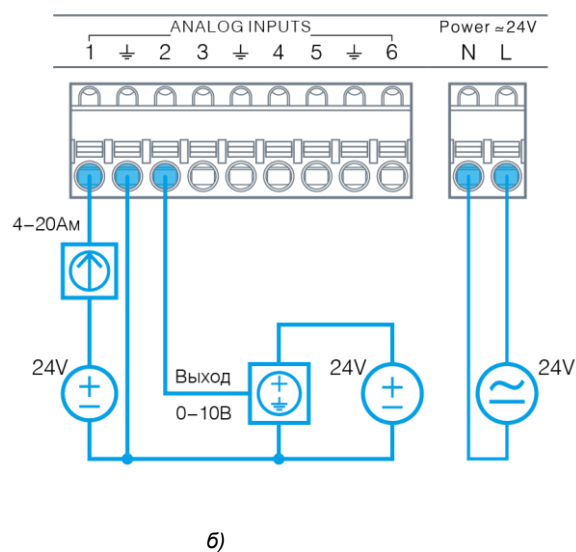 ANALOG INPUTS Power ≃24V
1 ⏚ 2 3 ⏚ 4 5 ⏚ 6 N L
4–20Ам
24V
Выход
0–10В
24V
24V
б)